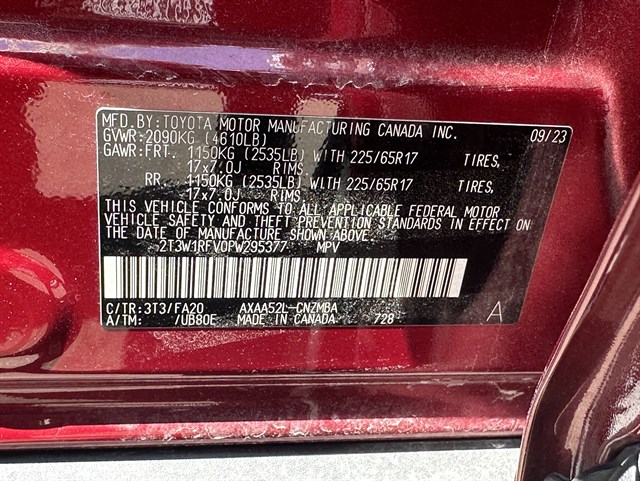 MFD. BY: TOYOTA MOTOR MANUFACTURING CANADA INC. 09/23
GVWR: 2090KG (4610LB)
GAWR: FRT. 1150KG (2535LB) WITH 225/65R17 TIRES,
17x7.0J RIMS.
RR. 1150KG (2535LB) WITH 225/65R17 TIRES,
17x7.0J RIMS.
THIS VEHICLE CONFORMS TO ALL APPLICABLE FEDERAL MOTOR
VEHICLE SAFETY AND THEFT PREVENTION STANDARDS IN EFFECT ON
THE DATE OF MANUFACTURE SHOWN ABOVE.
2T3W1RFV0PW295377 MPV
C/TR: 3T3/FA20 AXAA52L-CNZMBA
A/TM: /UB80E MADE IN CANADA 728 A